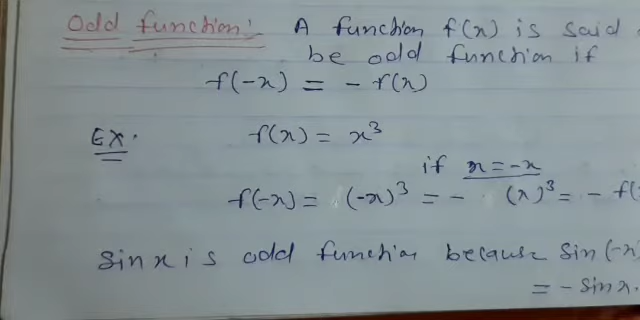 Odd function: A function f(x) is said
be odd function if
f(-x) = - f(x)
EX. f(x) = x³
if x = -x
f(-x) = (-x)³ = - (x)³ = - f(
Sin x is odd function because Sin(-x
= - Sin x.